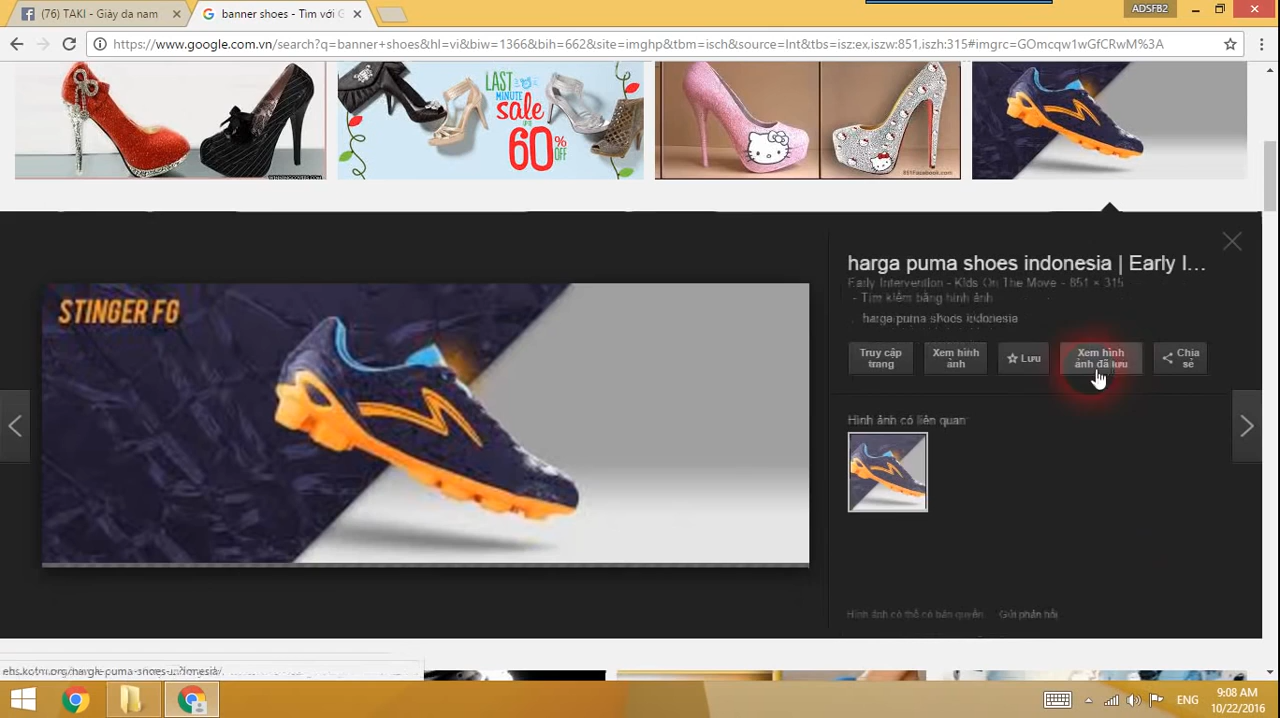 (76) TAKI - Giày da nam
banner shoes - Tìm với G
ADSFB2
https://www.google.com.vn/search?q=banner+shoes&hl=vi&biw=1366&bih=662&site=imghp&tbm=isch&source=lnt&tbs=isz:ex,iszw:851,iszh:315#imgrc=GOmcqw1wGfCRwM%3A
LAST
MINUTE
sale
UP TO
60%
OFF
STINGER FG
harga puma shoes indonesia | Early I...
Early Intervention - Kids On The Move - 851 × 315
- Tìm kiếm bằng hình ảnh
harga puma shoes indonesia
Truy cập
trang
Xem hình
ảnh
Lưu
Xem hình
ảnh đã lưu
Chia
sẻ
Hình ảnh có liên quan
Hình ảnh có thể có bản quyền.
Gửi phản hồi
ENG
9:08 AM
10/22/2016